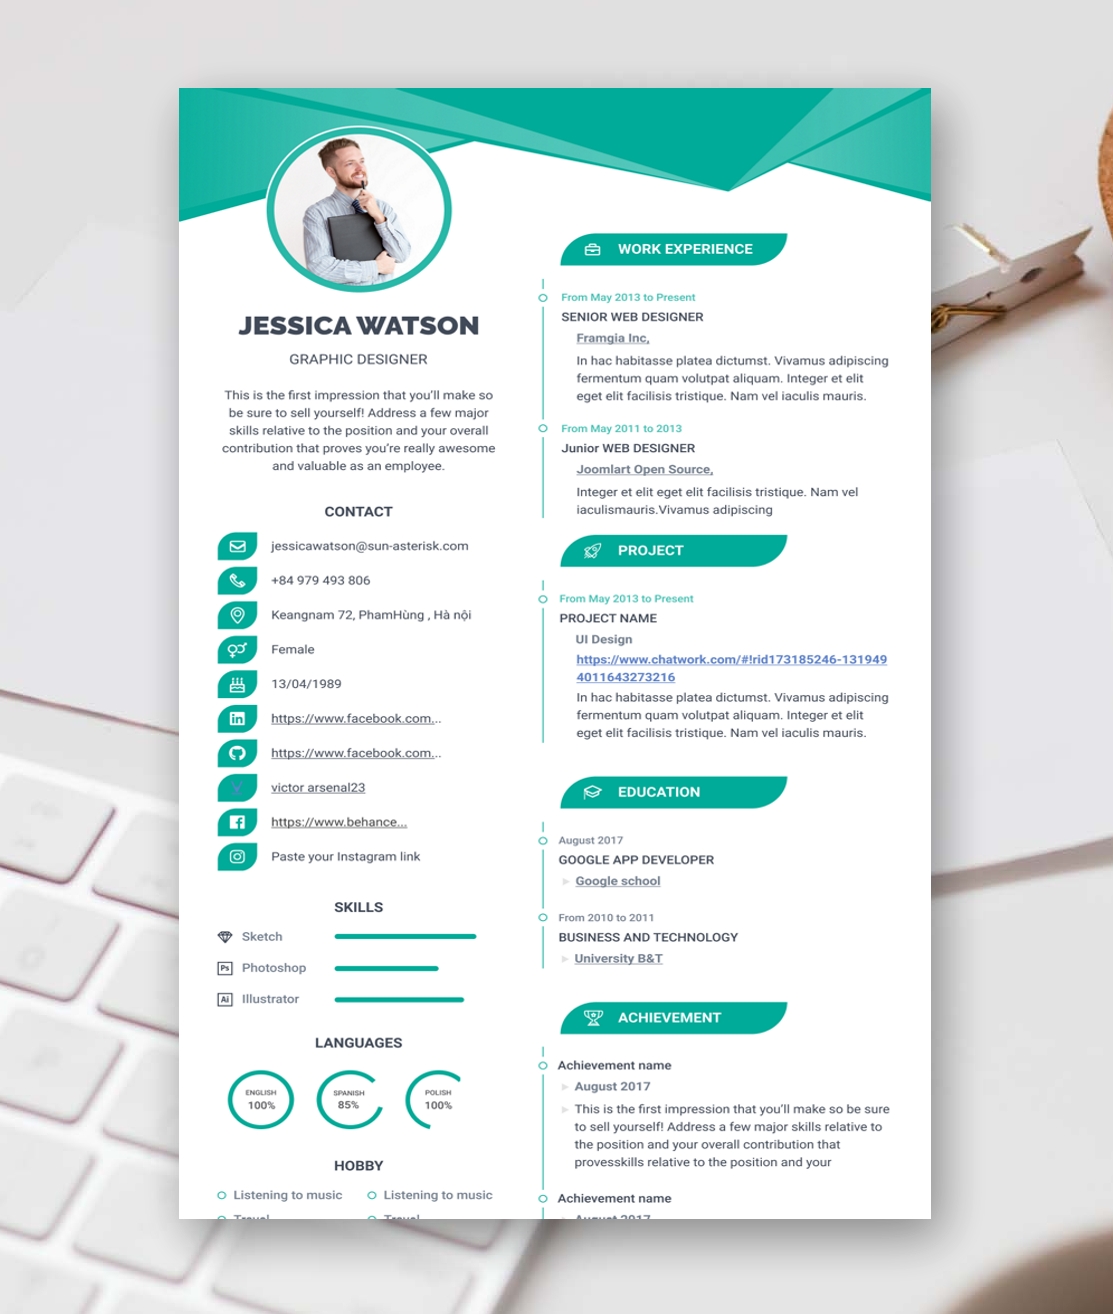 JESSICA WATSON
GRAPHIC DESIGNER
This is the first impression that you'll make so
be sure to sell yourself! Address a few major
skills relative to the position and your overall
contribution that proves you're really awesome
and valuable as an employee.
CONTACT
jessicawatson@sun-asterisk.com
+84 979 493 806
Keangnam 72, PhamHùng , Hà nội
Female
13/04/1989
https://www.facebook.com...
https://www.facebook.com...
victor arsenal23
https://www.behance...
Paste your Instagram link
SKILLS
Sketch
Ps Photoshop
Ai Illustrator
LANGUAGES
ENGLISH
100%
SPANISH
85%
POLISH
100%
HOBBY
Listening to music
Listening to music
Travel
Travel
WORK EXPERIENCE
From May 2013 to Present
SENIOR WEB DESIGNER
Framgia Inc,
In hac habitasse platea dictumst. Vivamus adipiscing
fermentum quam volutpat aliquam. Integer et elit
eget elit facilisis tristique. Nam vel iaculis mauris.
From May 2011 to 2013
Junior WEB DESIGNER
Joomlart Open Source,
Integer et elit eget elit facilisis tristique. Nam vel
iaculismauris.Vivamus adipiscing
PROJECT
From May 2013 to Present
PROJECT NAME
UI Design
https://www.chatwork.com/#!rid173185246-131949
4011643273216
In hac habitasse platea dictumst. Vivamus adipiscing
fermentum quam volutpat aliquam. Integer et elit
eget elit facilisis tristique. Nam vel iaculis mauris.
EDUCATION
August 2017
GOOGLE APP DEVELOPER
Google school
From 2010 to 2011
BUSINESS AND TECHNOLOGY
University B&T
ACHIEVEMENT
Achievement name
August 2017
This is the first impression that you'll make so be sure
to sell yourself! Address a few major skills relative to
the position and your overall contribution that
provesskills relative to the position and your
Achievement name
August 2017